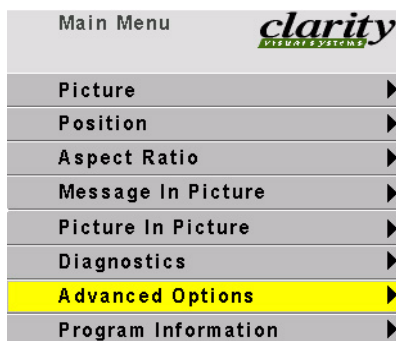 Main Menu
clarity
VISUAL SYSTEMS
Picture
Position
Aspect Ratio
Message In Picture
Picture In Picture
Diagnostics
Advanced Options
Program Information